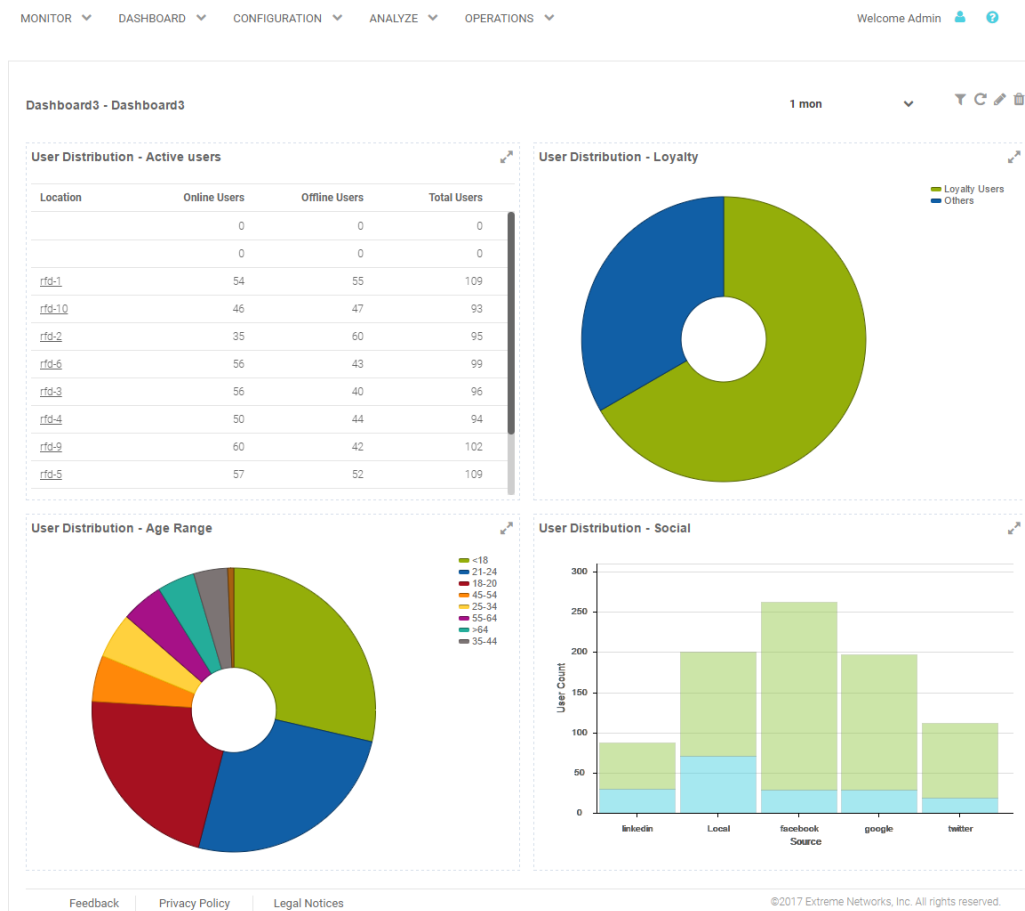 MONITOR DASHBOARD CONFIGURATION ANALYZE OPERATIONS Welcome Admin ?
Dashboard3 - Dashboard3 1 mon
User Distribution - Active users
Location Online Users Offline Users Total Users
0 0 0
0 0 0
rfd-1 54 55 109
rfd-10 46 47 93
rfd-2 35 60 95
rfd-6 56 43 99
rfd-3 56 40 96
rfd-4 50 44 94
rfd-9 60 42 102
rfd-5 57 52 109
User Distribution - Loyalty
Loyalty Users
Others
User Distribution - Age Range
<18
21-24
18-20
45-54
25-34
55-64
>64
35-44
User Distribution - Social
300
250
200
150
100
50
0
User Count
linkedin Local facebook google twitter
Source
Feedback Privacy Policy Legal Notices ©2017 Extreme Networks, Inc. All rights reserved.